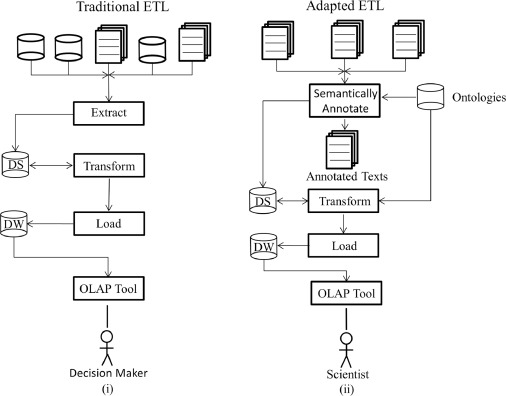 Traditional ETL
Extract
DS
Transform
DW
Load
OLAP Tool
Decision Maker
(i)
Adapted ETL
Semantically
Annotate
Ontologies
Annotated Texts
DS
Transform
DW
Load
OLAP Tool
Scientist
(ii)